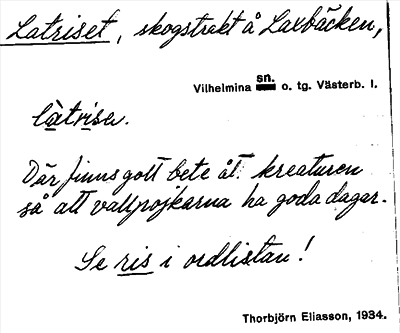 Latriset, skogstrakt å Laxbäcken,
Vilhelmina sn. o. tg. Västerb. l.
làtrisə.
Där finns gott bete åt kreaturen
så att vallpojkarna ha goda dagar.
Se ris i ordlistan!
Thorbjörn Eliasson, 1934.